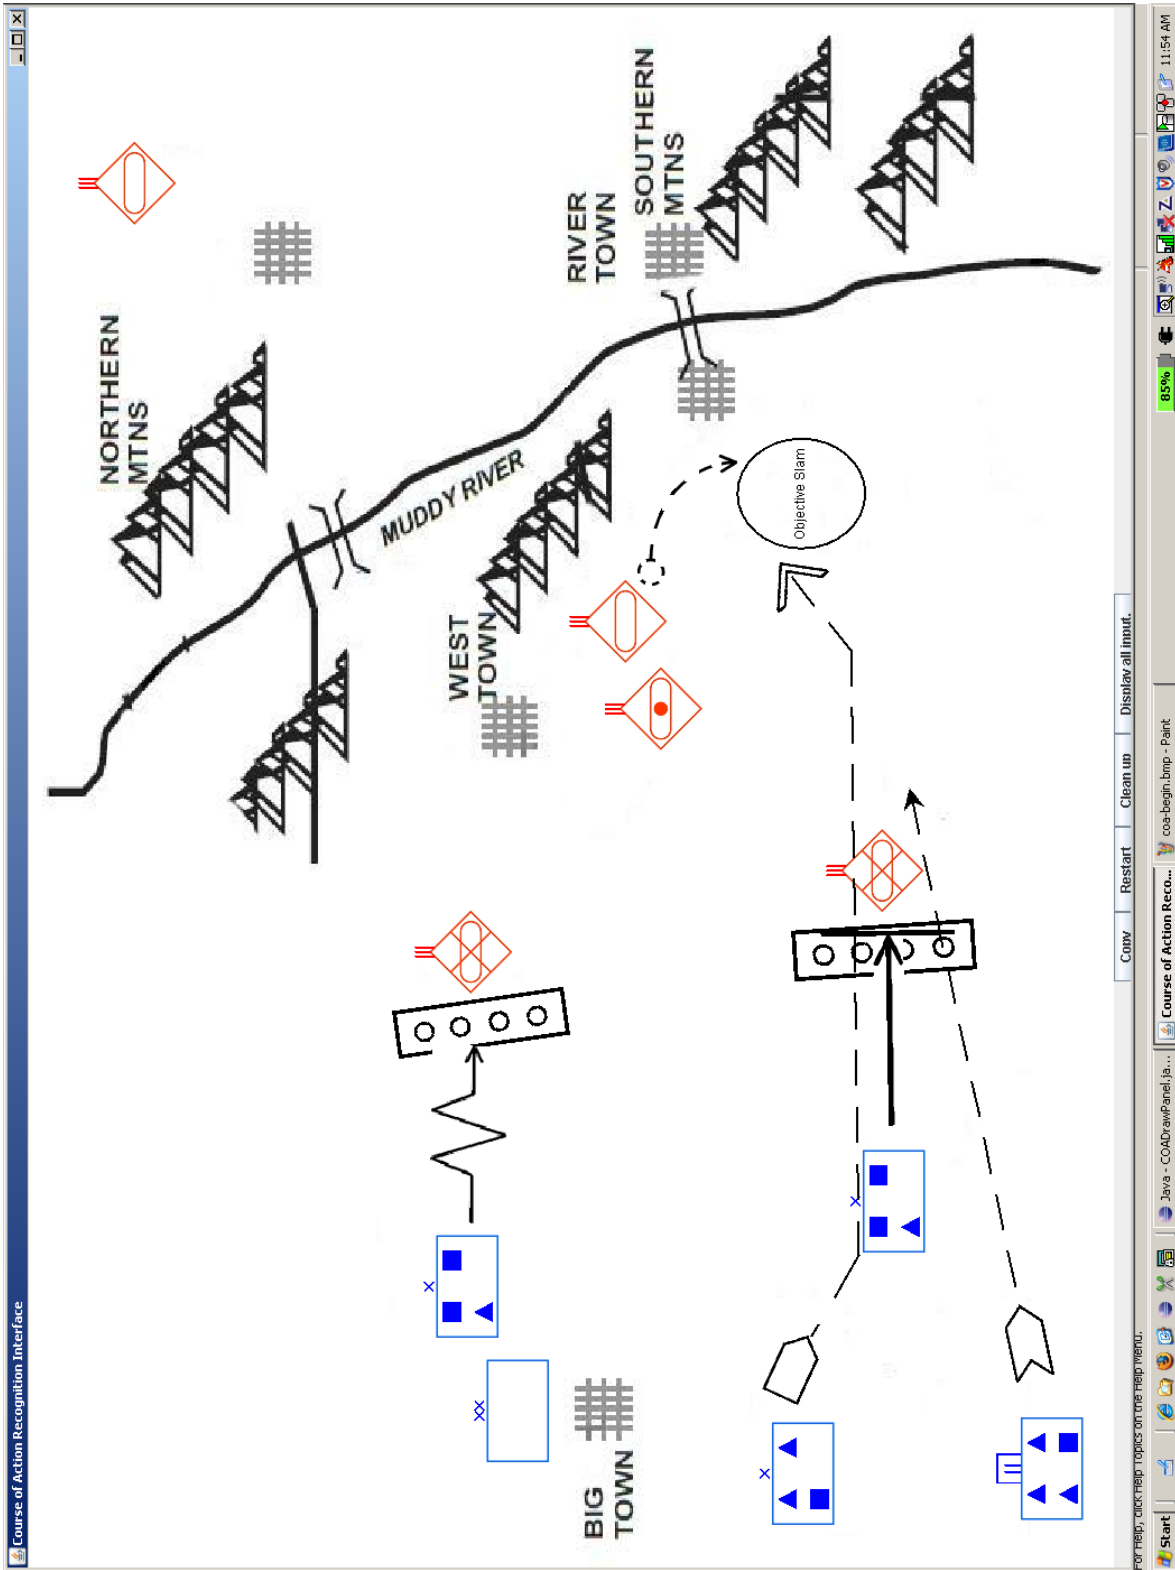 Course of Action Recognition Interface
NORTHERN
MTNS
MUDDY RIVER
WEST
TOWN
RIVER
TOWN
SOUTHERN
MTNS
BIG
TOWN
Objective Slam
x
xx
x
x
Copy
Restart
Clean up
Display all input.
For Help, click Help Topics on the Help Menu.
Start
Java - COADrawPanel.ja...
Course of Action Reco...
coa-begin.bmp - Paint
85%
11:54 AM